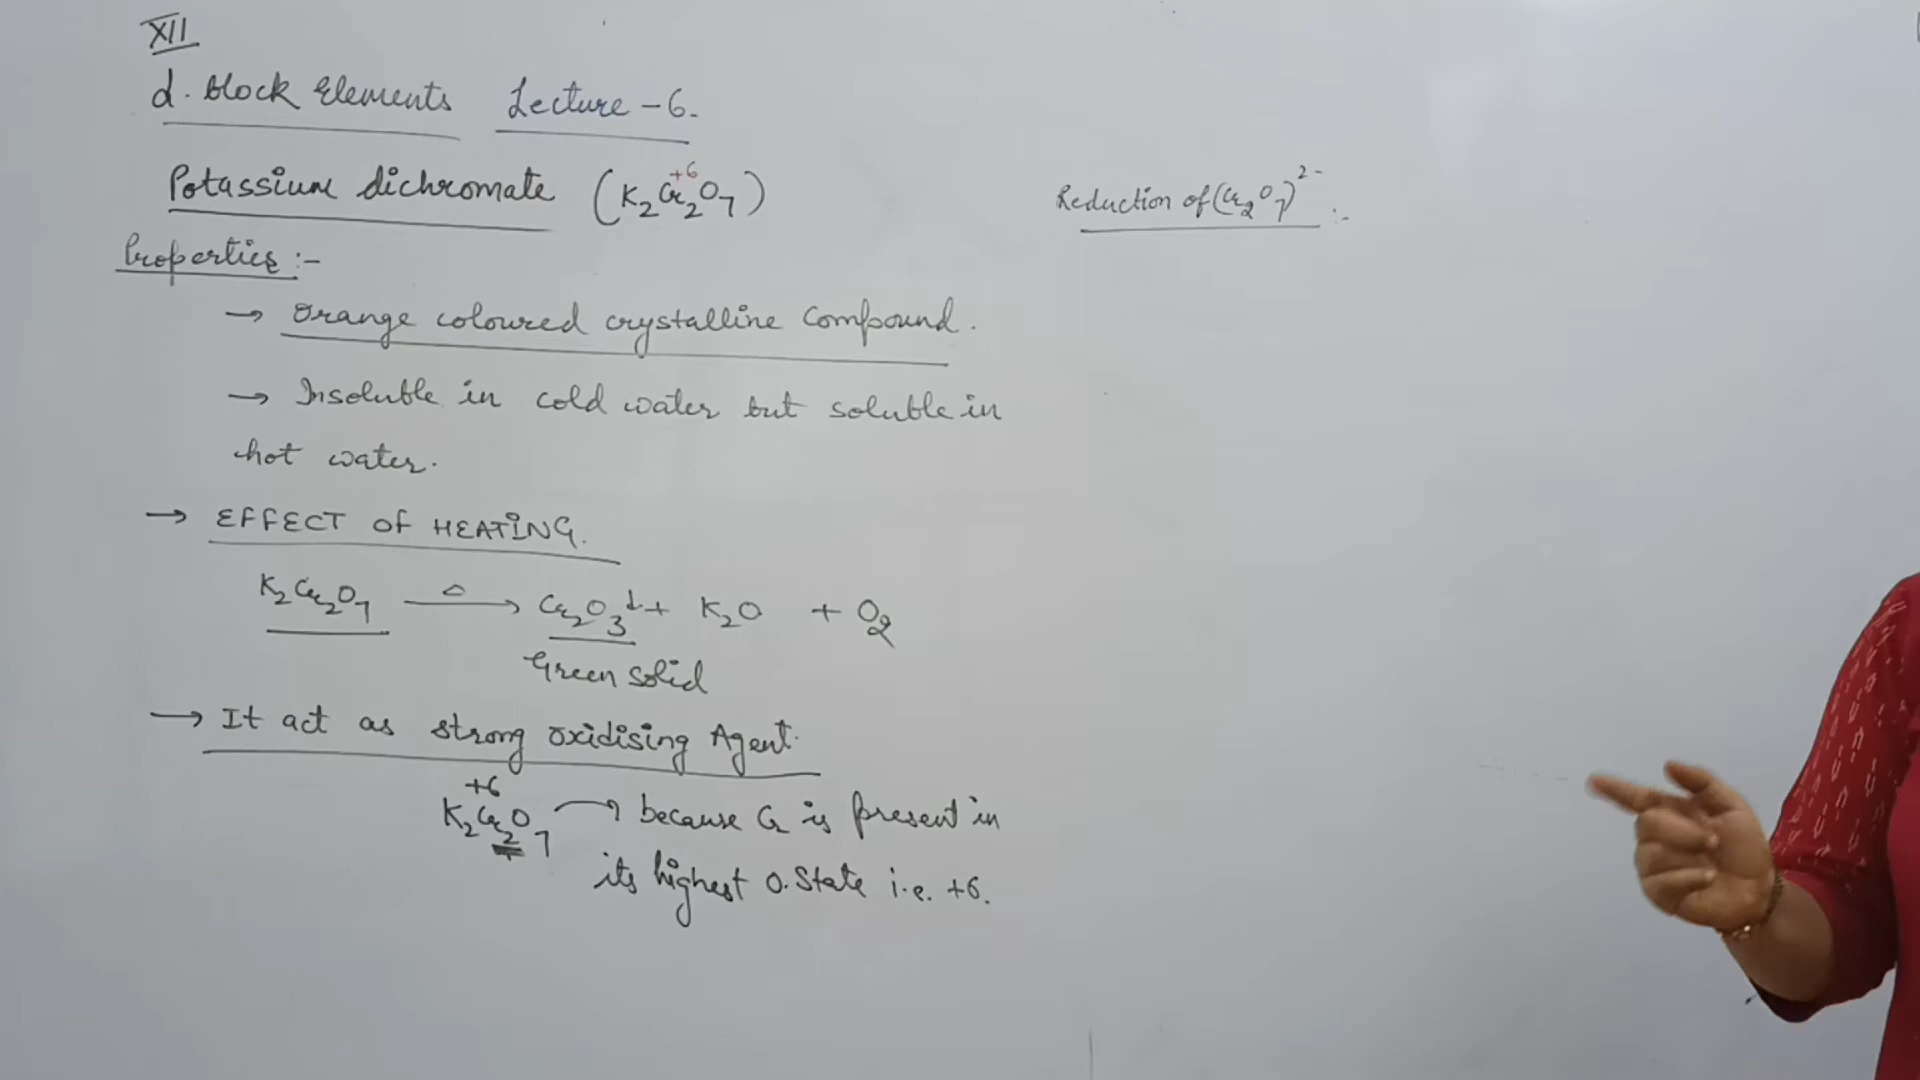 XII
d. Block Elements Lecture - 6.
Potassium dichromate (K₂Cr₂O₇)
+6
Properties :-
→ Orange coloured crystalline Compound.
→ Insoluble in cold water but soluble in
hot water.
→ EFFECT OF HEATING.
K₂Cr₂O₇ —Δ→ Cr₂O₃↓ + K₂O + O₂
Green solid
→ It act as strong oxidising Agent.
+6
K₂Cr₂O₇ → because Cr is present in
its highest O. State i.e. +6.
Reduction of (Cr₂O₇)²⁻ :-